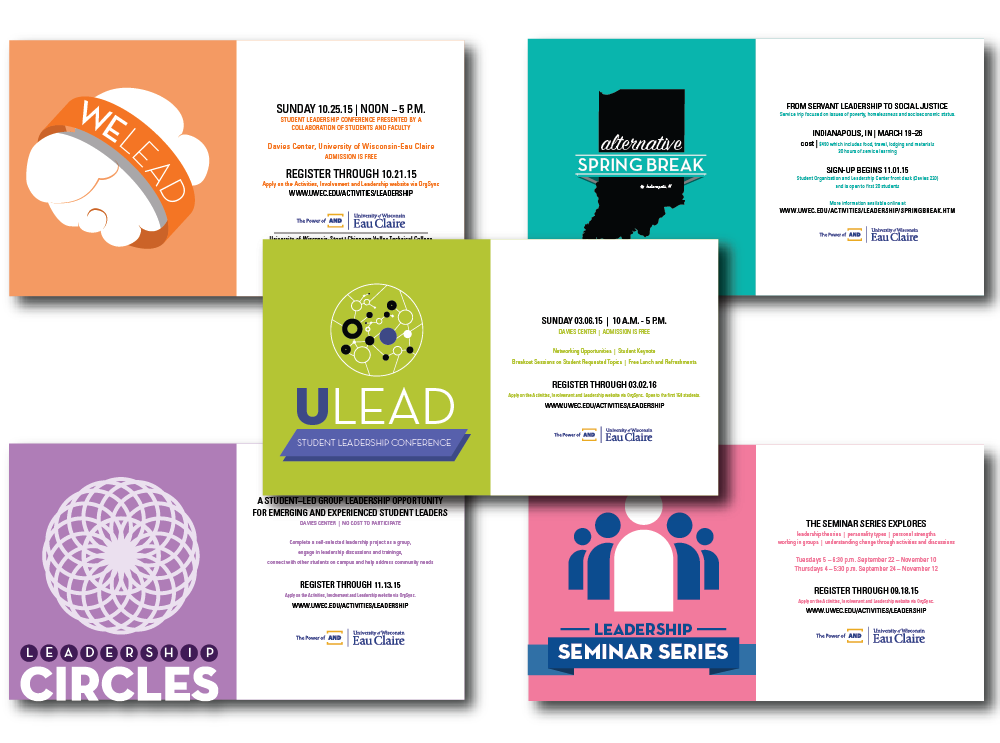 WELEAD
SUNDAY 10.25.15 | NOON – 5 P.M.
STUDENT LEADERSHIP CONFERENCE PRESENTED BY A
COLLABORATION OF STUDENTS AND FACULTY
Davies Center, University of Wisconsin-Eau Claire
ADMISSION IS FREE
REGISTER THROUGH 10.21.15
Apply on the Activities, Involvement and Leadership website via OrgSync
WWW.UWEC.EDU/ACTIVITIES/LEADERSHIP
The Power of AND
University of Wisconsin
Eau Claire
University of Wisconsin-Stout | Chippewa Valley Technical College
alternative
SPRING BREAK
Indianapolis, IN
FROM SERVANT LEADERSHIP TO SOCIAL JUSTICE
Service trip focused on issues of poverty, homelessness and socioeconomic status.
INDIANAPOLIS, IN | MARCH 19–26
cost | $400 which includes food, travel, lodging and materials
30 hours of service learning
SIGN-UP BEGINS 11.01.15
Student Organization and Leadership Center front desk (Davies 220)
and is open to first 20 students
More information available online at
WWW.UWEC.EDU/ACTIVITIES/LEADERSHIP/SPRINGBREAK.HTM
The Power of AND
University of Wisconsin
Eau Claire
ULEAD
STUDENT LEADERSHIP CONFERENCE
SUNDAY 03.06.15 | 10 A.M. - 5 P.M.
DAVIES CENTER | ADMISSION IS FREE
Networking Opportunities | Student Keynote
Breakout Sessions on Student Requested Topics | Free Lunch and Refreshments
REGISTER THROUGH 03.02.16
Apply on the Activities, Involvement and Leadership website via OrgSync. Open to the first 154 students.
WWW.UWEC.EDU/ACTIVITIES/LEADERSHIP
The Power of AND
University of Wisconsin
Eau Claire
LEADERSHIP
CIRCLES
A STUDENT–LED GROUP LEADERSHIP OPPORTUNITY
FOR EMERGING AND EXPERIENCED STUDENT LEADERS
DAVIES CENTER | NO COST TO PARTICIPATE
Complete a self-selected leadership project as a group,
engage in leadership discussions and trainings,
connect with other students on campus and help address community needs
REGISTER THROUGH 11.13.15
Apply on the Activities, Involvement and Leadership website via OrgSync.
WWW.UWEC.EDU/ACTIVITIES/LEADERSHIP
The Power of AND
University of Wisconsin
Eau Claire
LEADERSHIP
SEMINAR SERIES
THE SEMINAR SERIES EXPLORES
leadership theories | personality types | personal strengths
working in groups | understanding change through activities and discussions
Tuesdays 5 – 6:30 p.m. September 22 – November 10
Thursdays 4 – 5:30 p.m. September 24 – November 12
REGISTER THROUGH 09.18.15
Apply on the Activities, Involvement and Leadership website via OrgSync.
WWW.UWEC.EDU/ACTIVITIES/LEADERSHIP
The Power of AND
University of Wisconsin
Eau Claire